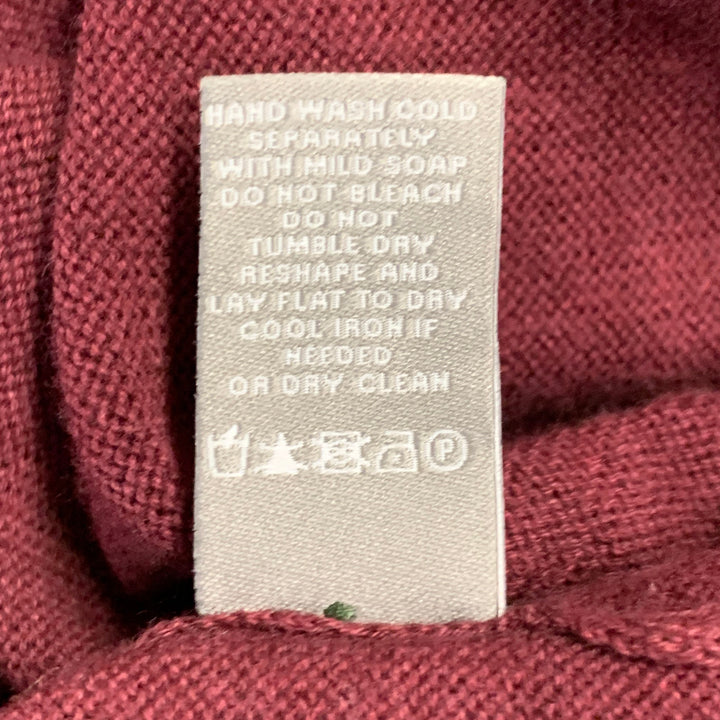 HAND WASH COLD
SEPARATELY
WITH MILD SOAP
DO NOT BLEACH
DO NOT
TUMBLE DRY
RESHAPE AND
LAY FLAT TO DRY
COOL IRON IF
NEEDED
OR DRY CLEAN
P